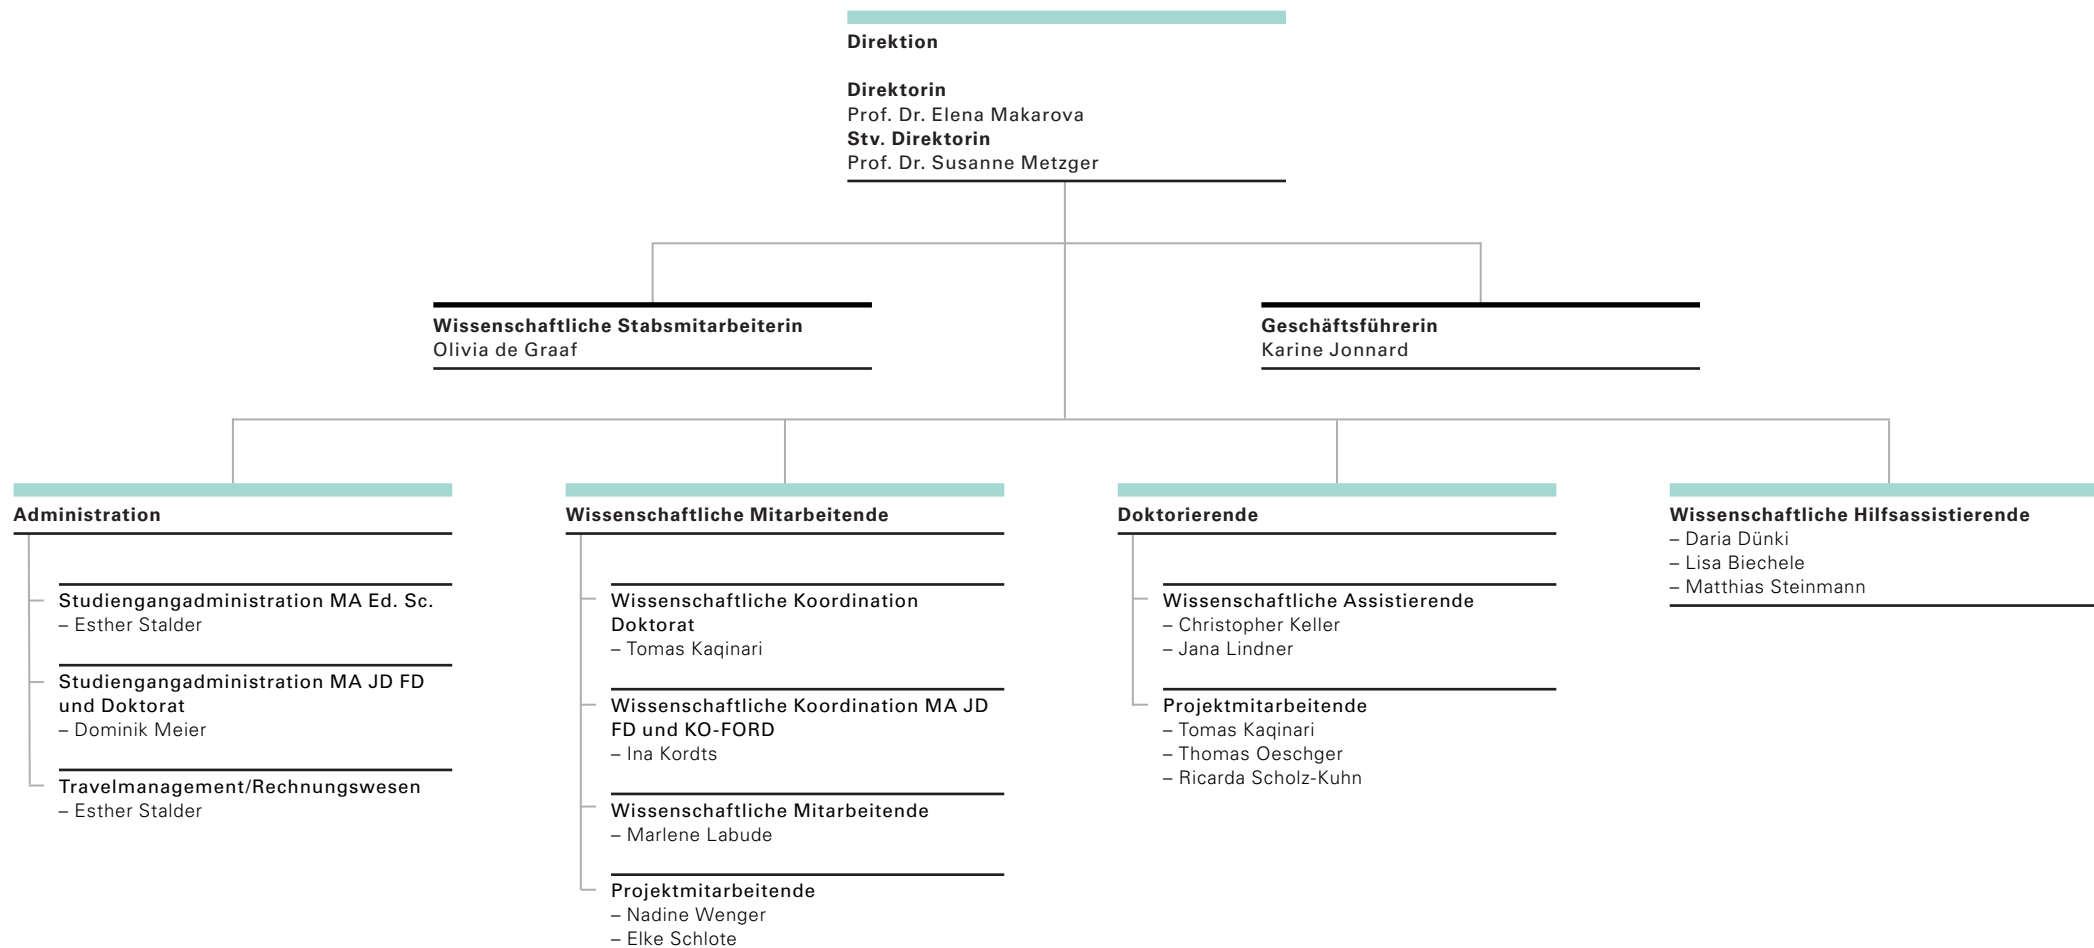 Direktion
Direktorin
Prof. Dr. Elena Makarova
Stv. Direktorin
Prof. Dr. Susanne Metzger
Wissenschaftliche Stabsmitarbeiterin
Olivia de Graaf
Geschäftsführerin
Karine Jonnard
Administration
Studiengangadministration MA Ed. Sc.
– Esther Stalder
Studiengangadministration MA JD FD
und Doktorat
– Dominik Meier
Travelmanagement/Rechnungswesen
– Esther Stalder
Wissenschaftliche Mitarbeitende
Wissenschaftliche Koordination
Doktorat
– Tomas Kaqinari
Wissenschaftliche Koordination MA JD
FD und KO-FORD
– Ina Kordts
Wissenschaftliche Mitarbeitende
– Marlene Labude
Projektmitarbeitende
– Nadine Wenger
– Elke Schlote
Doktorierende
Wissenschaftliche Assistierende
– Christopher Keller
– Jana Lindner
Projektmitarbeitende
– Tomas Kaqinari
– Thomas Oeschger
– Ricarda Scholz-Kuhn
Wissenschaftliche Hilfsassistierende
– Daria Dünki
– Lisa Biechele
– Matthias Steinmann